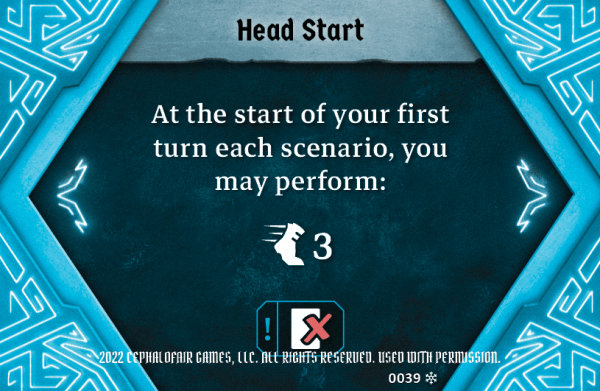 Head Start
At the start of your first
turn each scenario, you
may perform:
3
!
2022 CEPHALOFAIR GAMES, LLC. ALL RIGHTS RESERVED. USED WITH PERMISSION.
0039